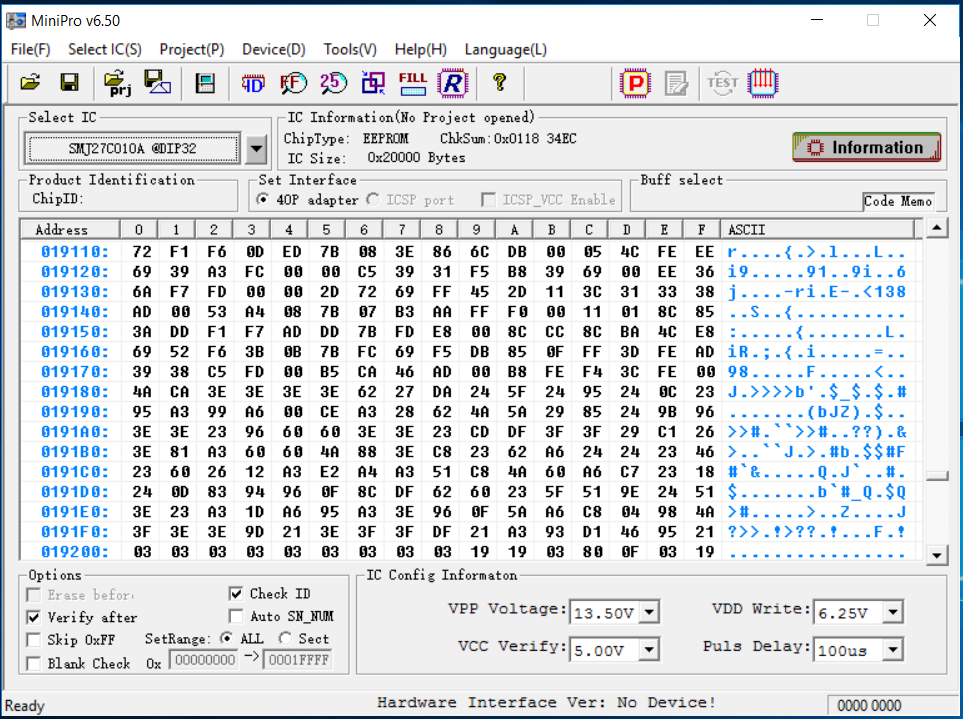 MiniPro v6.50
File(F) Select IC(S) Project(P) Device(D) Tools(V) Help(H) Language(L)
prj ID 25 FILL R ? P TEST
Select IC
SMJ27C010A @DIP32
IC Information(No Project opened)
ChipType: EEPROM ChkSum:0x0118 34EC
IC Size: 0x20000 Bytes
Information
Product Identification
ChipID:
Set Interface
40P adapter ICSP port ICSP_VCC Enable
Buff select
Code Memo
Address 0 1 2 3 4 5 6 7 8 9 A B C D E F ASCII
019110: 72 F1 F6 0D ED 7B 08 3E 86 6C DB 00 05 4C FE EE r....{.>.l...L..
019120: 69 39 A3 FC 00 00 C5 39 31 F5 B8 39 69 00 EE 36 i9.....91..9i..6
019130: 6A F7 FD 00 00 2D 72 69 FF 45 2D 11 3C 31 33 38 j....-ri.E-.<138
019140: AD 00 53 A4 08 7B 07 B3 AA FF F0 00 11 01 8C 85 ..S..{..........
019150: 3A DD F1 F7 AD DD 7B FD E8 00 8C CC 8C BA 4C E8 :.....{.......L.
019160: 69 52 F6 3B 0B 7B FC 69 F5 DB 85 0F FF 3D FE AD iR.;.{.i.....=..
019170: 39 38 C5 FD 00 B5 CA 46 AD 00 B8 FE F4 3C FE 00 98.....F.....<..
019180: 4A CA 3E 3E 3E 3E 62 27 DA 24 5F 24 95 24 0C 23 J.>>>>b'.$_$.$.#
019190: 95 A3 99 A6 00 CE A3 28 62 4A 5A 29 85 24 9B 96 .......(bJZ).$..
0191A0: 3E 3E 23 96 60 60 3E 3E 23 CD DF 3F 3F 29 C1 26 >>#.``>>#..??).&
0191B0: 3E 81 A3 60 60 4A 88 3E C8 23 62 A6 24 24 23 46 >..``J.>.#b.$$#F
0191C0: 23 60 26 12 A3 E2 A4 A3 51 C8 4A 60 A6 C7 23 18 #`&.....Q.J`..#.
0191D0: 24 0D 83 94 96 0F 8C DF 62 60 23 5F 51 9E 24 51 $.......b`#_Q.$Q
0191E0: 3E 23 A3 1D A6 95 A3 3E 96 0F 5A A6 C8 04 98 4A >#.....>..Z....J
0191F0: 3F 3E 3E 9D 21 3E 3F 3F DF 21 A3 93 D1 46 95 21 ?>>.!>??.!...F.!
019200: 03 03 03 03 03 03 03 03 03 19 19 03 80 0F 03 19 ................
Options
Erase befor
Check ID
Verify after
Auto SN_NUM
Skip 0xFF SetRange: ALL Sect
Blank Check 0x 00000000 -> 0001FFFF
IC Config Informaton
VPP Voltage: 13.50V VDD Write: 6.25V
VCC Verify: 5.00V Puls Delay: 100us
Ready Hardware Interface Ver: No Device! 0000 0000